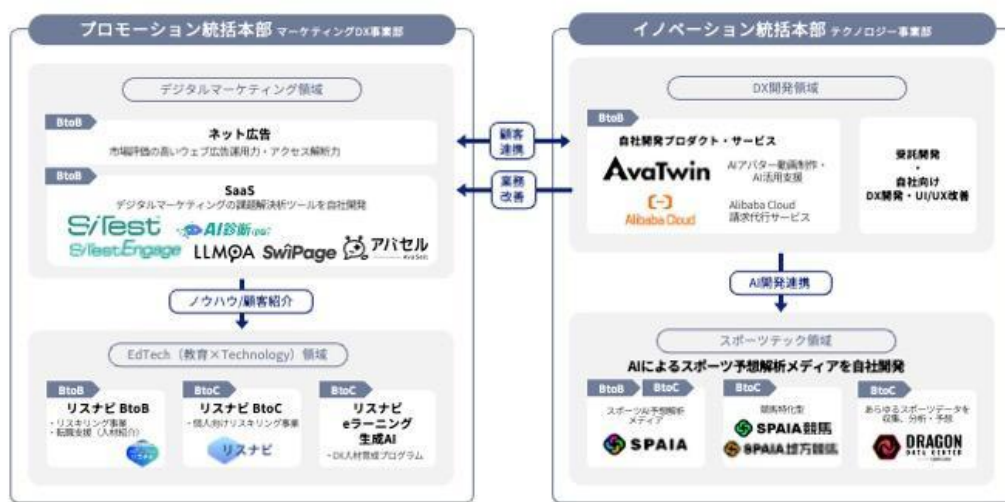 プロモーション統括本部 マーケティングDX事業部
デジタルマーケティング領域
BtoB
ネット広告
市場評価の高いウェブ広告運用力・アクセス解析力
BtoB
SaaS
デジタルマーケティングの課題解決析ツールを自社開発
SiTest
AI診断
SiTest Engage
LLMOA
SwiPage
アバセル
ノウハウ/顧客紹介
EdTech（教育×Technology）領域
BtoB
リスナビ BtoB
・リスキリング事業
・転職支援（人材紹介）
BtoC
リスナビ BtoC
・個人向けリスキリング事業
リスナビ
BtoC
リスナビ
eラーニング
生成AI
・DX人材育成プログラム
顧客
連携
業務
改善
イノベーション統括本部 テクノロジー事業部
DX開発領域
BtoB
自社開発プロダクト・サービス
AvaTwin
AIアバター動画制作・
AI活用支援
Alibaba Cloud
Alibaba Cloud
請求代行サービス
受託開発
・
自社向け
DX開発・UI/UX改善
AI開発連携
スポーツテック領域
AIによるスポーツ予想解析メディアを自社開発
BtoB
BtoC
スポーツAI予想解析
メディア
SPAIA
BtoC
競馬特化型
SPAIA競馬
SPAIA地方競馬
BtoC
あらゆるスポーツデータを
収集、分析・予想
DRAGON
DATA CENTER